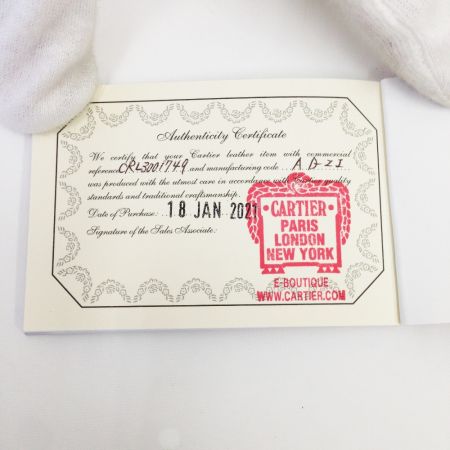 Authenticity Certificate
We certify that your Cartier leather item with commercial
reference CRL3001749 and manufacturing code A D Z I
was produced with the utmost care in accordance with Cartier quality
standards and traditional craftsmanship.
Date of Purchase: 18 JAN 2021
Signature of the Sales Associate:
CARTIER
PARIS
LONDON
NEW YORK
E-BOUTIQUE
WWW.CARTIER.COM